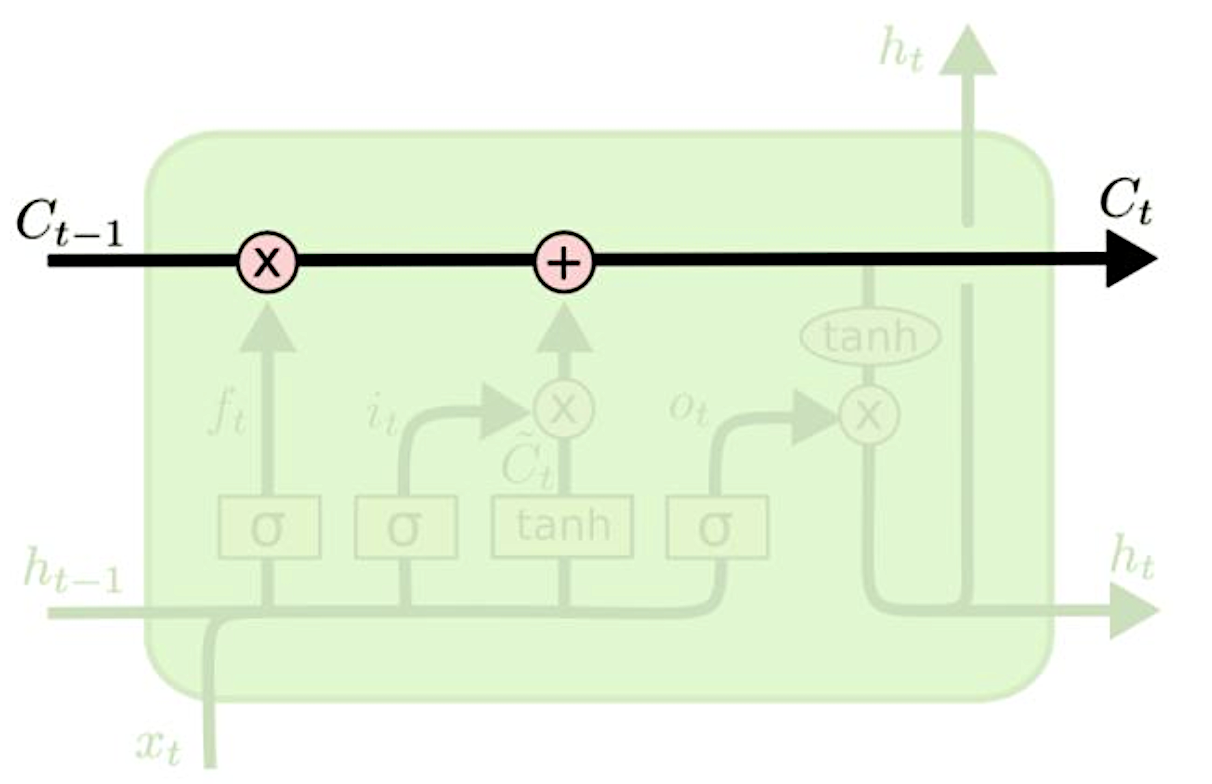 h_t
C_{t-1}
C_t
x
+
tanh
f_t
i_t
x
o_t
x
C̃_t
σ
σ
tanh
σ
h_{t-1}
h_t
x_t